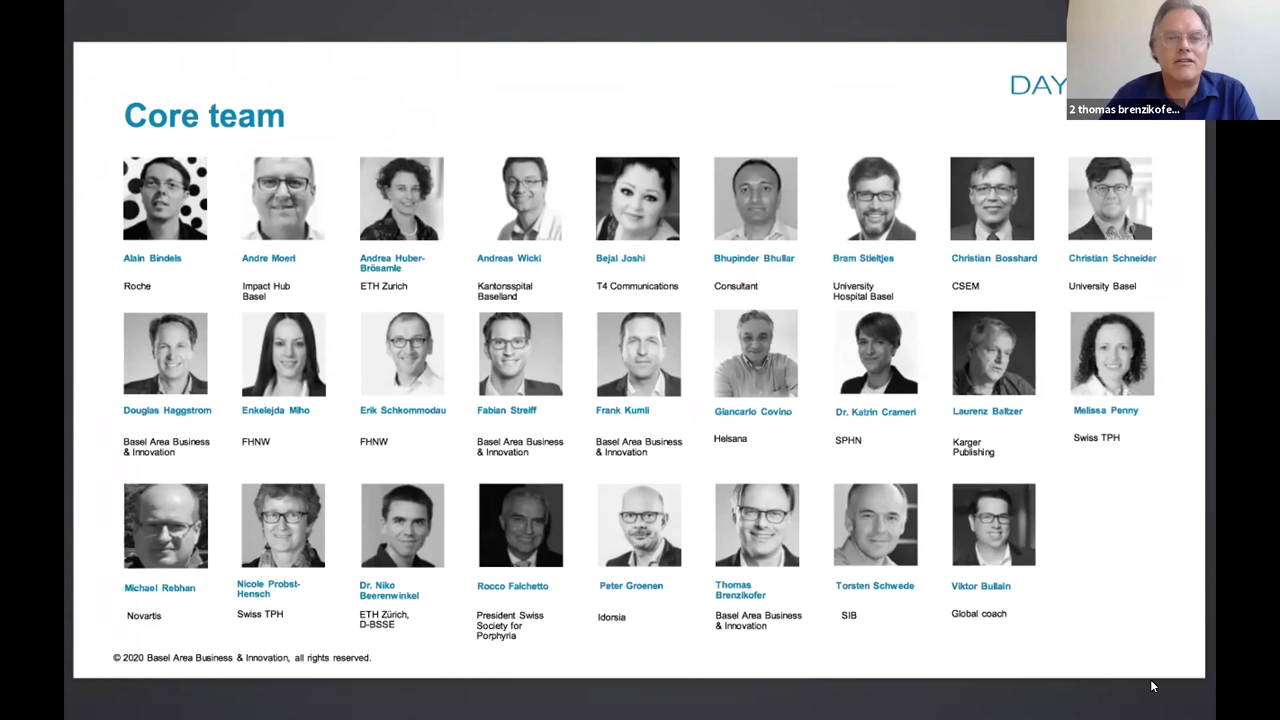 DAY
2 thomas brenzikofe...
Core team
Alain Bindels
Roche
Andre Moeri
Impact Hub
Basel
Andrea Huber-
Brösamle
ETH Zurich
Andreas Wicki
Kantonsspital
Baselland
Bejal Joshi
T4 Communications
Bhupinder Bhullar
Consultant
Bram Stieltjes
University
Hospital Basel
Christian Bosshard
CSEM
Christian Schneider
University Basel
Douglas Haggstrom
Basel Area Business
& Innovation
Enkelejda Miho
FHNW
Erik Schkommodau
FHNW
Fabian Streiff
Basel Area Business
& Innovation
Frank Kumli
Basel Area Business
& Innovation
Giancarlo Covino
Helsana
Dr. Katrin Crameri
SPHN
Laurenz Baltzer
Karger
Publishing
Melissa Penny
Swiss TPH
Michael Rebhan
Novartis
Nicole Probst-
Hensch
Swiss TPH
Dr. Niko
Beerenwinkel
ETH Zürich,
D-BSSE
Rocco Falchetto
President Swiss
Society for
Porphyria
Peter Groenen
Idorsia
Thomas
Brenzikofer
Basel Area Business
& Innovation
Torsten Schwede
SIB
Viktor Bullain
Global coach
© 2020 Basel Area Business & Innovation, all rights reserved.